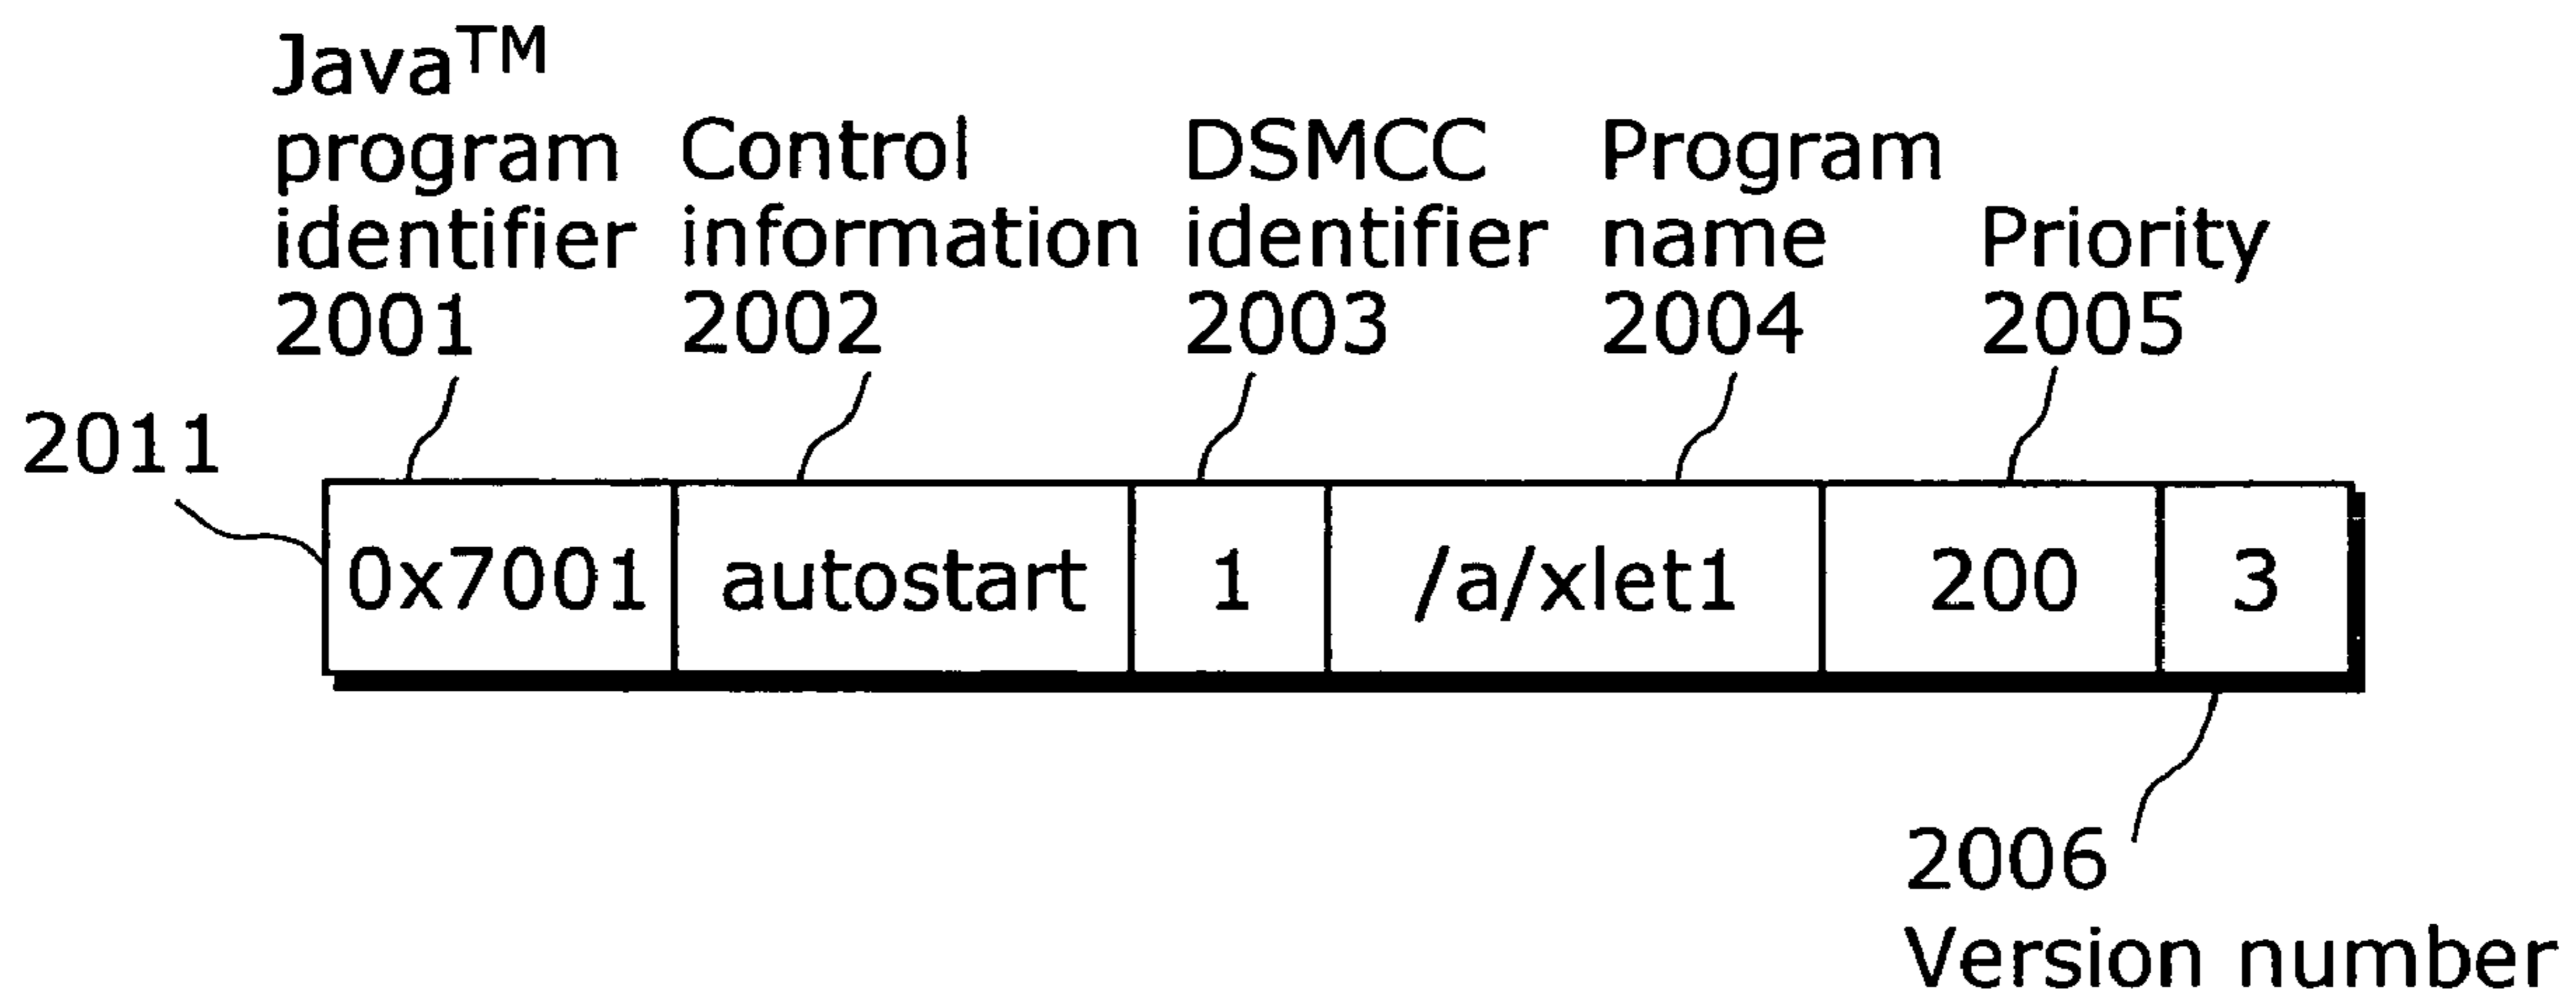 Java™
program
identifier
2001
Control
information
2002
DSMCC
identifier
2003
Program
name
2004
Priority
2005
2011
0x7001 autostart 1 /a/xlet1 200 3
2006
Version number